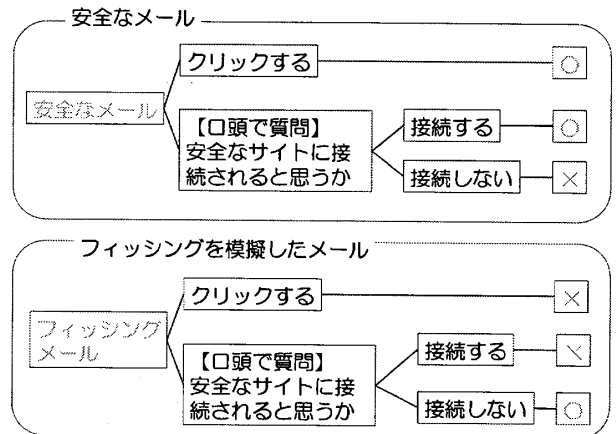 安全なメール
クリックする
○
安全なメール
【口頭で質問】
安全なサイトに接
続されると思うか
接続する
○
接続しない
×
フィッシングを模擬したメール
クリックする
×
フィッシング
メール
【口頭で質問】
安全なサイトに接
続されると思うか
接続する
×
接続しない
○